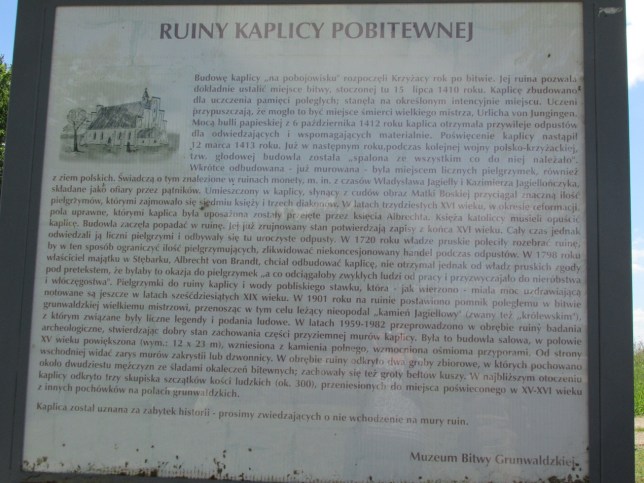 RUINY KAPLICY POBITEWNEJ
Budowę kaplicy „na pobojowisku" rozpoczęli Krzyżacy rok po bitwie. Jej ruina pozwala
dokładnie ustalić miejsce bitwy, stoczonej tu 15 lipca 1410 roku. Kaplicę zbudowano
dla uczczenia pamięci poległych; stanęła na określonym intencyjnie miejscu. Uczeni
przypuszczają, że mogło to być miejsce śmierci wielkiego mistrza, Urlicha von Jungingen.
Mocą bulli papieskiej z 6 października 1412 roku kaplica otrzymała przywileje odpustów
dla odwiedzających i wspomagających materialnie. Poświęcenie kaplicy nastąpił
12 marca 1413 roku. Już w następnym roku,podczas kolejnej wojny polsko-krzyżackiej,
tzw. głodowej budowla została „spalona ze wszystkim co do niej należało".
Wkrótce odbudowana - już murowana - była miejscem licznych pielgrzymek, również
z ziem polskich. Świadczą o tym znalezione w ruinach monety, m. in. z czasów Władysława Jagiełły i Kazimierza Jagiellończyka,
składane jako ofiary przez pątników. Umieszczony w kaplicy, słynący z cudów obraz Matki Boskiej przyciągał znaczną ilość
pielgrzymów, którymi zajmowało się siedmiu księży i trzech diakonów. W latach trzydziestych XVI wieku, w okresie reformacji,
pola uprawne, którymi kaplica była uposażona zostały przejęte przez księcia Albrechta. Księża katoliccy musieli opuścić
kaplicę. Budowla zaczęła popadać w ruinę. Jej już zrujnowany stan potwierdzają zapisy z końca XVI wieku. Cały czas jednak
odwiedzali ją liczni pielgrzymi i odbywały się tu uroczyste odpusty. W 1720 roku władze pruskie poleciły rozebrać ruinę,
by w ten sposób ograniczyć ilość pielgrzymujących, zlikwidować niekoncesjonowany handel podczas odpustów. W 1798 roku
właściciel majątku w Stębarku, Albrecht von Brandt, chciał odbudować kaplicę, nie otrzymał jednak od władz pruskich zgody
pod pretekstem, że byłaby to okazja do pielgrzymek „a co odciągałoby zwykłych ludzi od pracy i przyzwyczajało do nieróbstwa
i włóczęgostwa". Pielgrzymki do ruiny kaplicy i wody pobliskiego stawku, która - jak wierzono - miała moc uzdrawiającą
notowane są jeszcze w latach sześćdziesiątych XIX wieku. W 1901 roku na ruinie postawiono pomnik poległemu w bitwie
grunwaldzkiej wielkiemu mistrzowi, przenosząc w tym celu leżący nieopodal „kamień Jagiełłowy" (zwany też „królewskim"),
z którym związane były liczne legendy i podania ludowe. W latach 1959-1982 przeprowadzono w obrębie ruiny badania
archeologiczne, stwierdzając dobry stan zachowania części przyziemnej murów kaplicy. Była to budowla salowa, w połowie
XV wieku powiększona (wym.: 12 x 23 m), wzniesiona z kamienia polnego, wzmocniona ośmioma przyporami. Od strony
wschodniej widać zarys murów zakrystii lub dzwonnicy. W obrębie ruiny odkryto dwa groby zbiorowe, w których pochowano
około dwudziestu mężczyzn ze śladami okaleczeń bitewnych; zachowały się też groty bełtów kuszy. W najbliższym otoczeniu
kaplicy odkryto trzy skupiska szczątków kości ludzkich (ok. 300), przeniesionych do miejsca poświęconego w XV-XVI wieku
z innych pochówków na polach grunwaldzkich.
Kaplica został uznana za zabytek historii - prosimy zwiedzających o nie wchodzenie na mury ruin.
Muzeum Bitwy Grunwaldzkiej